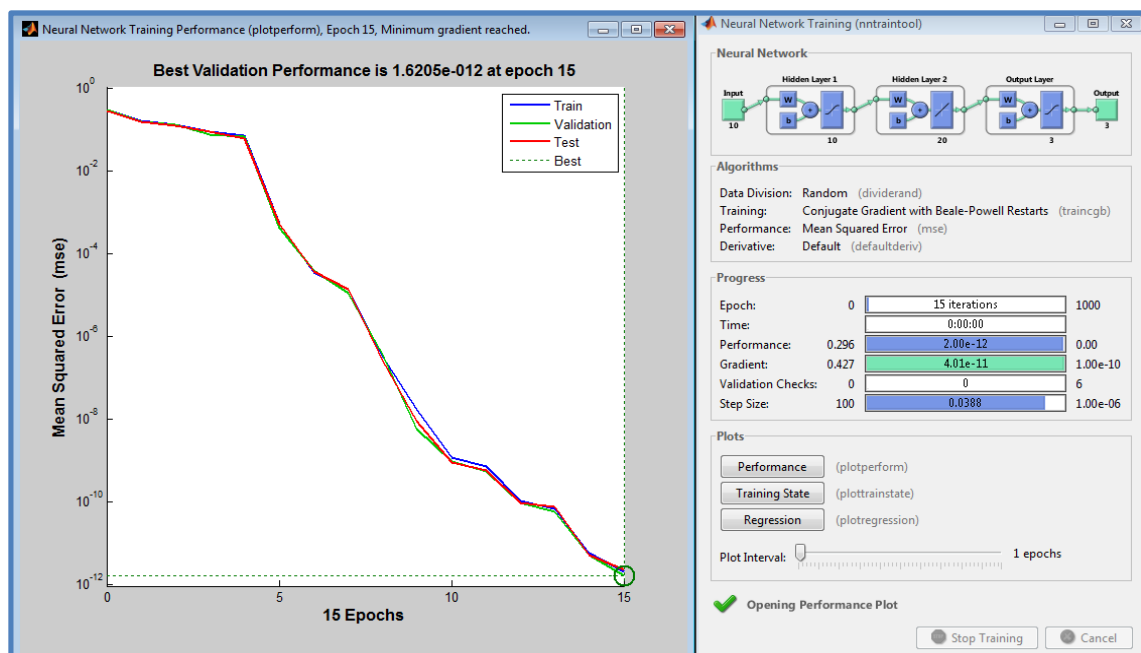 Neural Network Training Performance (plotperform), Epoch 15, Minimum gradient reached.
Best Validation Performance is 1.6205e-012 at epoch 15
10^0
10^-2
10^-4
10^-6
10^-8
10^-10
10^-12
Mean Squared Error (mse)
Train
Validation
Test
Best
0 5 10 15
15 Epochs
Neural Network Training (nntraintool)
Neural Network
Hidden Layer 1 Hidden Layer 2 Output Layer
Input Output
W + W + W +
b b b
10 10 20 3 3
Algorithms
Data Division: Random (dividerand)
Training: Conjugate Gradient with Beale-Powell Restarts (traincgb)
Performance: Mean Squared Error (mse)
Derivative: Default (defaultderiv)
Progress
Epoch: 0 15 iterations 1000
Time: 0:00:00
Performance: 0.296 2.00e-12 0.00
Gradient: 0.427 4.01e-11 1.00e-10
Validation Checks: 0 0 6
Step Size: 100 0.0388 1.00e-06
Plots
Performance (plotperform)
Training State (plottrainstate)
Regression (plotregression)
Plot Interval: 1 epochs
Opening Performance Plot
Stop Training Cancel